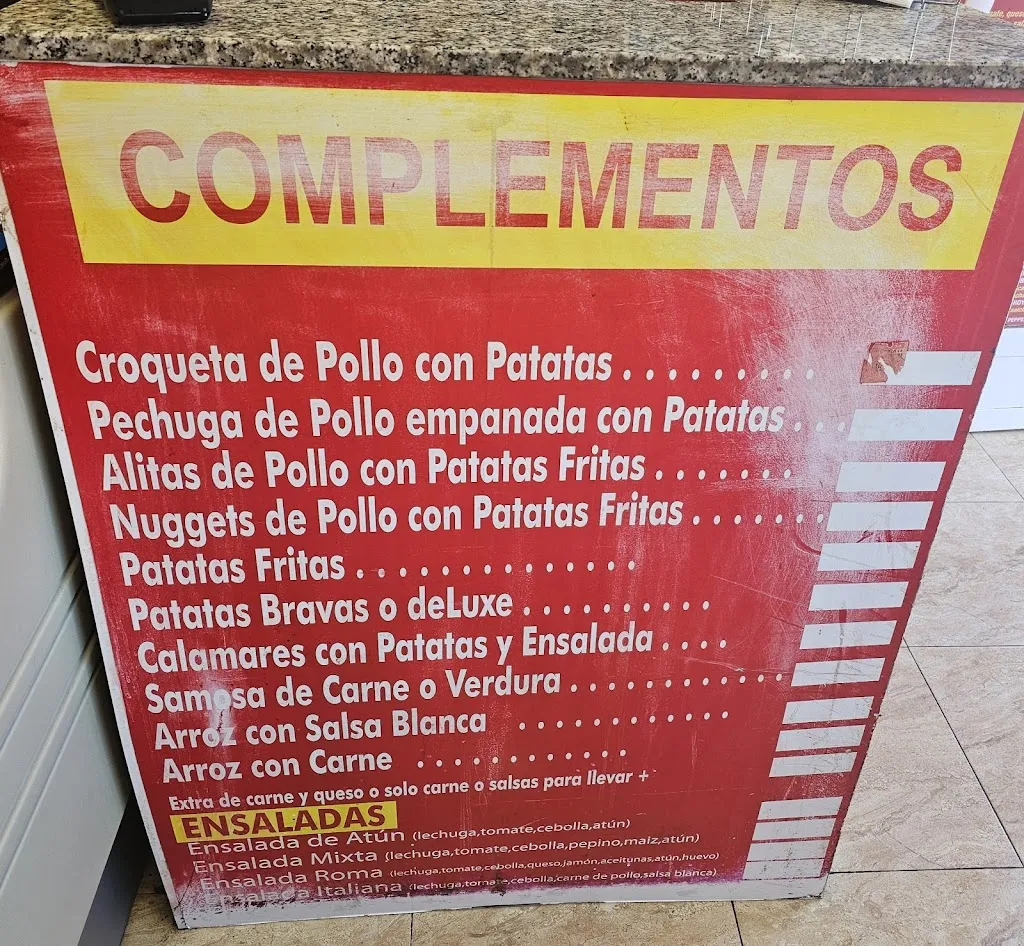 COMPLEMENTOS
Croqueta de Pollo con Patatas . . . . . . . . .
Pechuga de Pollo empanada con Patatas . . .
Alitas de Pollo con Patatas Fritas . . . . . . .
Nuggets de Pollo con Patatas Fritas . . . . . . .
Patatas Fritas . . . . . . . . . . . . .
Patatas Bravas o deLuxe . . . . . . . . .
Calamares con Patatas y Ensalada . . . .
Samosa de Carne o Verdura . . . . . . . . . . . .
Arroz con Salsa Blanca . . . . . . . . . . . .
Arroz con Carne . . . . . . . . . . .
Extra de carne y queso o solo carne o salsas para llevar +
ENSALADAS
Ensalada de Atún (lechuga,tomate,cebolla,atún)
Ensalada Mixta (lechuga,tomate,cebolla,pepino,maiz,atún)
Ensalada Roma (lechuga,tomate,cebolla,queso,jamón,aceitunas,atún,huevo)
Ensalada Italiana (lechuga,tomate,cebolla,carne de pollo,salsa blanca)